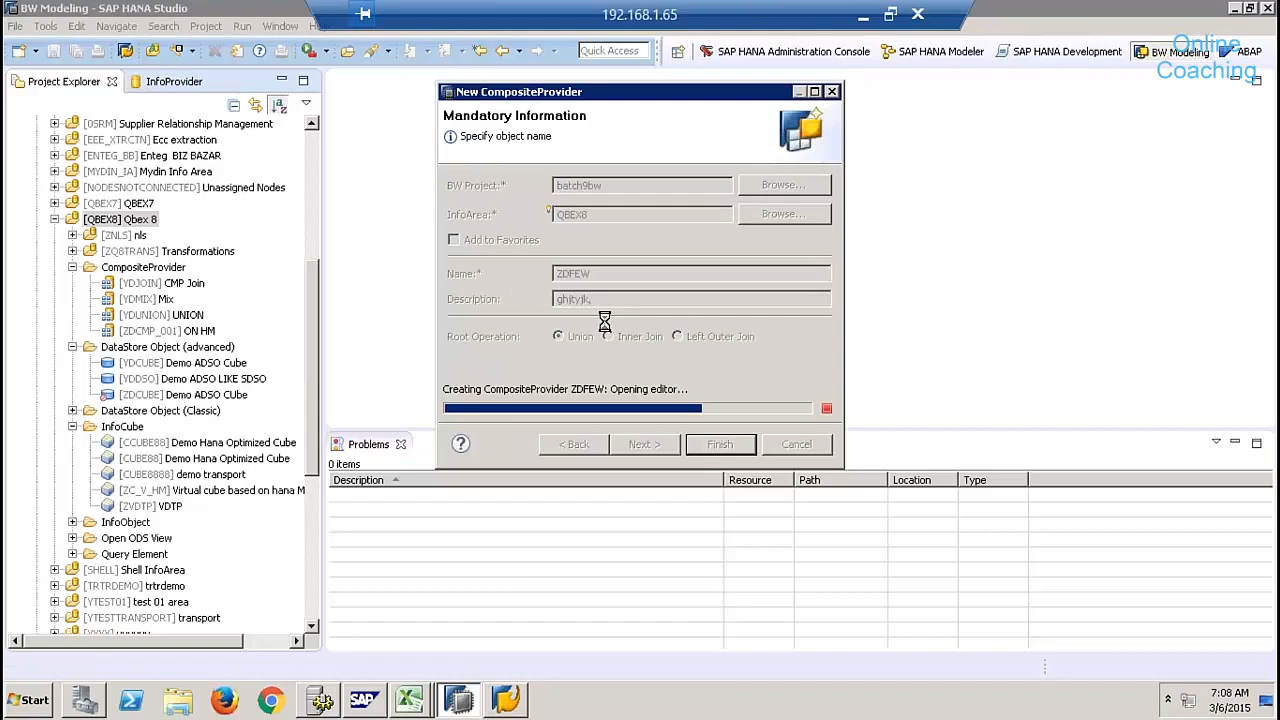 BW Modeling - SAP HANA Studio
192.168.1.65
File Tools Edit Navigate Search Project Run Window
Quick Access
SAP HANA Administration Console
SAP HANA Modeler
SAP HANA Development
BW Modeling
ABAP
Online
Coaching
Project Explorer
InfoProvider
[0SRM] Supplier Relationship Management
[EEE_XTRCTN] Ecc extraction
[ENTEG_BB] Enteg BIZ BAZAR
[MYDIN_IA] Mydin Info Area
[NODESNOTCONNECTED] Unassigned Nodes
[QBEX7] QBEX7
[QBEX8] Qbex 8
[ZNLS] nls
[ZQ8TRANS] Transformations
CompositeProvider
[YDJOIN] CMP Join
[YDMIX] Mix
[YDUNION] UNION
[ZDCMP_001] ON HM
DataStore Object (advanced)
[YDCUBE] Demo ADSO Cube
[YDDSO] Demo ADSO LIKE SDSO
[ZDCUBE] Demo ADSO CUbe
DataStore Object (Classic)
InfoCube
[CCUBE88] Demo Hana Optimized Cube
[CUBE88] Demo Hana Optimized Cube
[CUBE8888] demo transport
[ZC_V_HM] Virtual cube based on hana M
[ZVDTP] VDTP
InfoObject
Open ODS View
Query Element
[SHELL] Shell InfoArea
[TRTRDEMO] trtrdemo
[YTEST01] test 01 area
[YTESTTRANSPORT] transport
New CompositeProvider
Mandatory Information
Specify object name
BW Project:* batch9bw Browse...
InfoArea:* QBEX8 Browse...
Add to Favorites
Name:* ZDFEW
Description: ghjtyjk,
Root Operation: Union Inner Join Left Outer Join
Creating CompositeProvider ZDFEW: Opening editor...
? < Back Next > Finish Cancel
Problems
0 items
Description Resource Path Location Type
Start
SAP
7:08 AM
3/6/2015